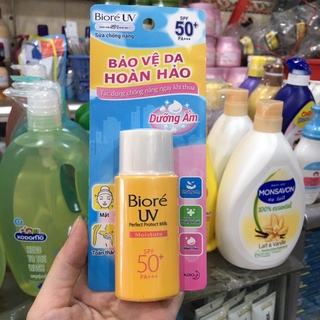 Bioré UV
Sữa chống nắng
SPF
50+
PA+++
BẢO VỆ DA
HOÀN HẢO
Tác dụng chống nắng ngay khi thoa
Dưỡng Ẩm
Mặt
Toàn thân
Bioré
UV
Perfect Protect Milk
Moisture
SPF
50+
PA+++
Kao
MONSAVON
100% essentiel
Lait & Vanille